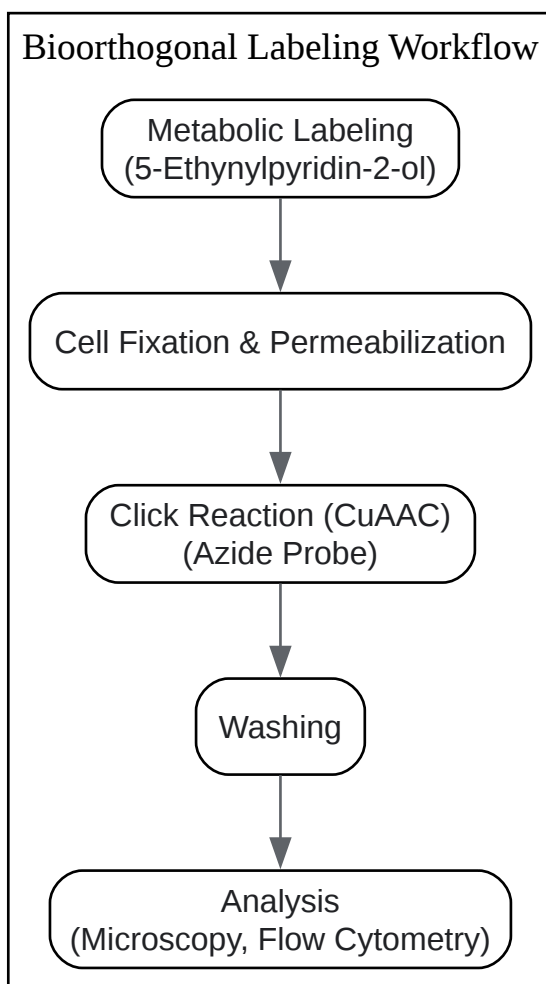 Bioorthogonal Labeling Workflow
Metabolic Labeling
(5-Ethynylpyridin-2-ol)
Cell Fixation & Permeabilization
Click Reaction (CuAAC)
(Azide Probe)
Washing
Analysis
(Microscopy, Flow Cytometry)